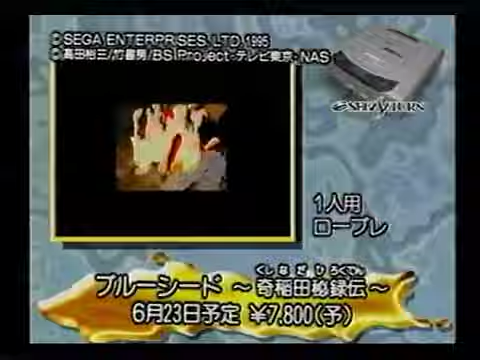 ©SEGA ENTERPRISES, LTD 1995
©高田裕三/竹書房/BS Project・テレビ東京・NAS
SEGA SATURN
1人用
ロープレ
くしなだひろくでん
ブルーシード ～奇稲田秘録伝～
6月23日予定 ¥7,800(予)